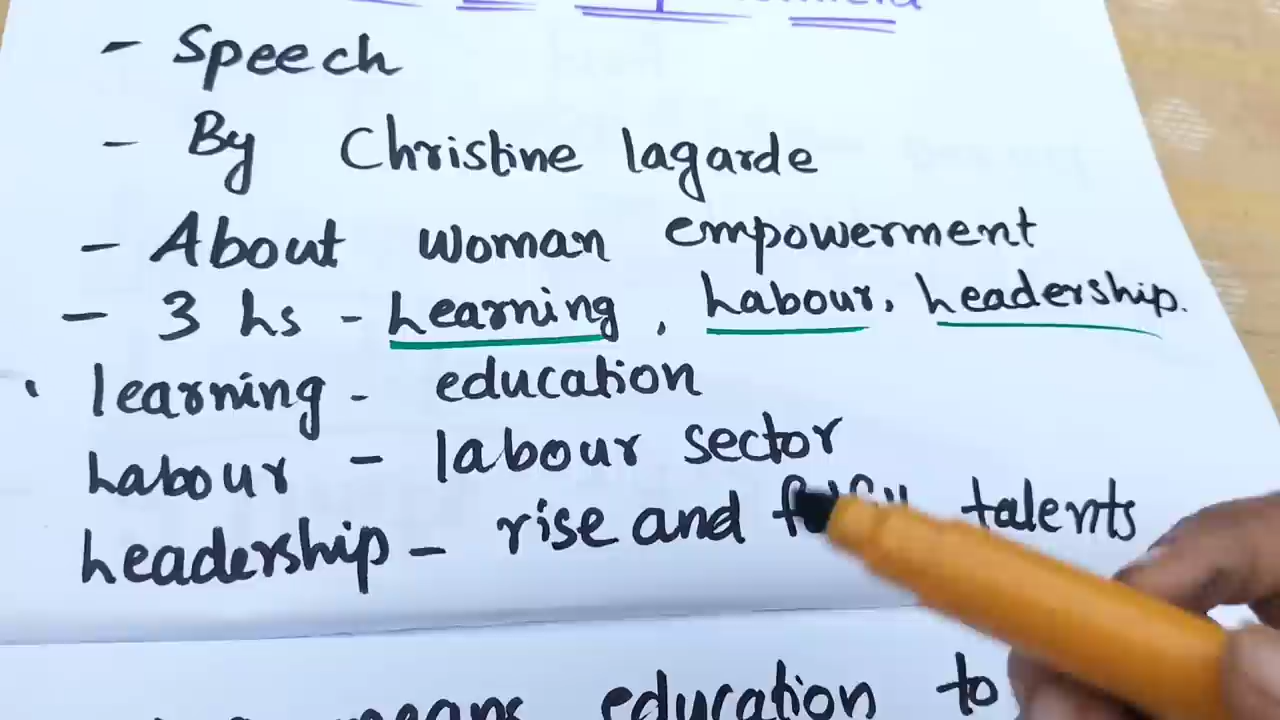 - Speech
- By Christine lagarde
- About woman empowerment
- 3 Ls - Learning, Labour, Leadership.
learning - education
Labour - labour sector
Leadership - rise and talents
means education to